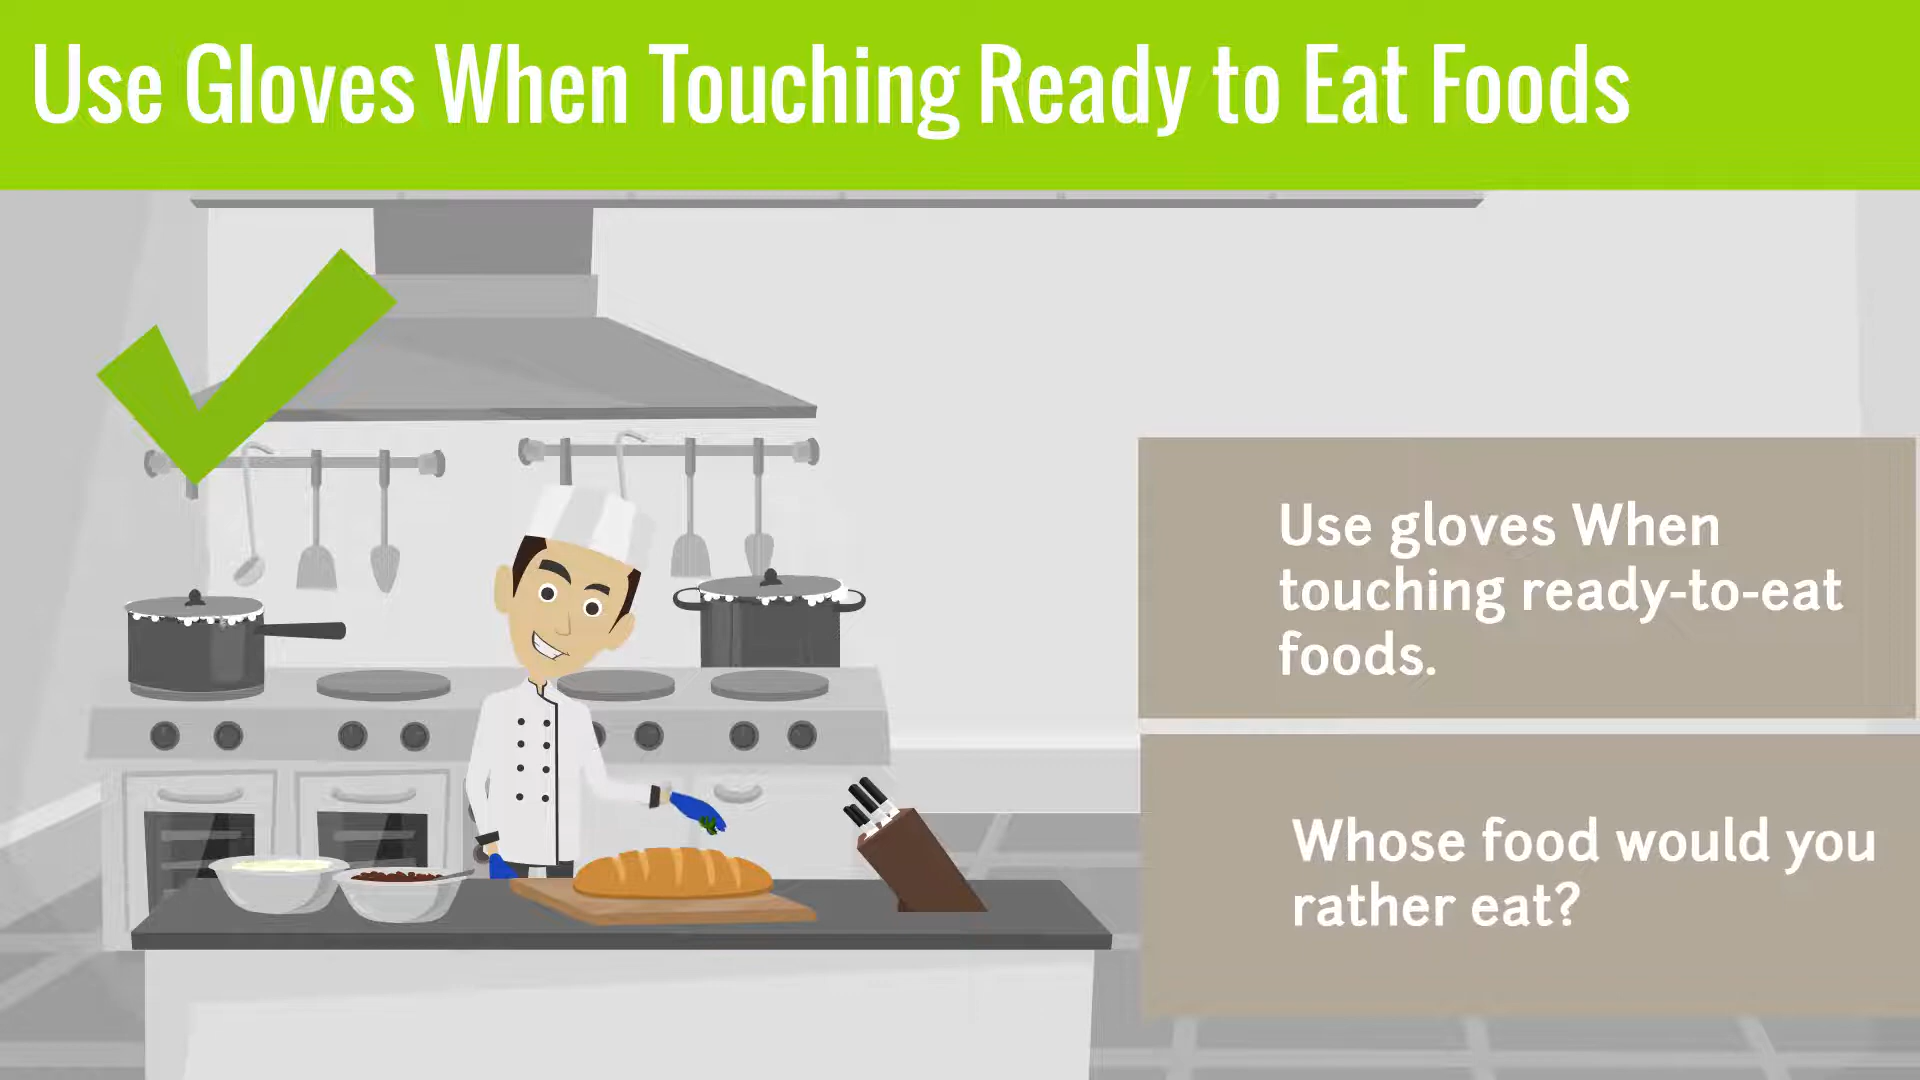 Use Gloves When Touching Ready to Eat Foods
Use gloves When
touching ready-to-eat
foods.
Whose food would you
rather eat?